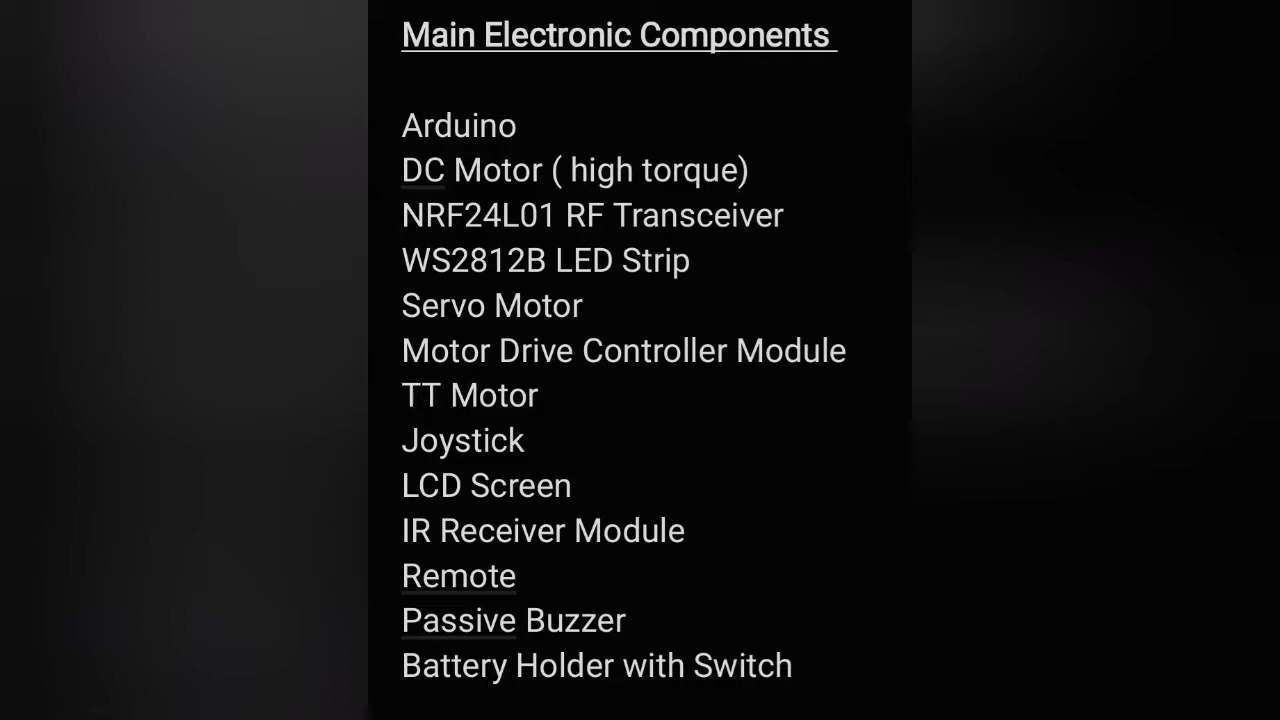 Main Electronic Components
Arduino
DC Motor ( high torque)
NRF24L01 RF Transceiver
WS2812B LED Strip
Servo Motor
Motor Drive Controller Module
TT Motor
Joystick
LCD Screen
IR Receiver Module
Remote
Passive Buzzer
Battery Holder with Switch